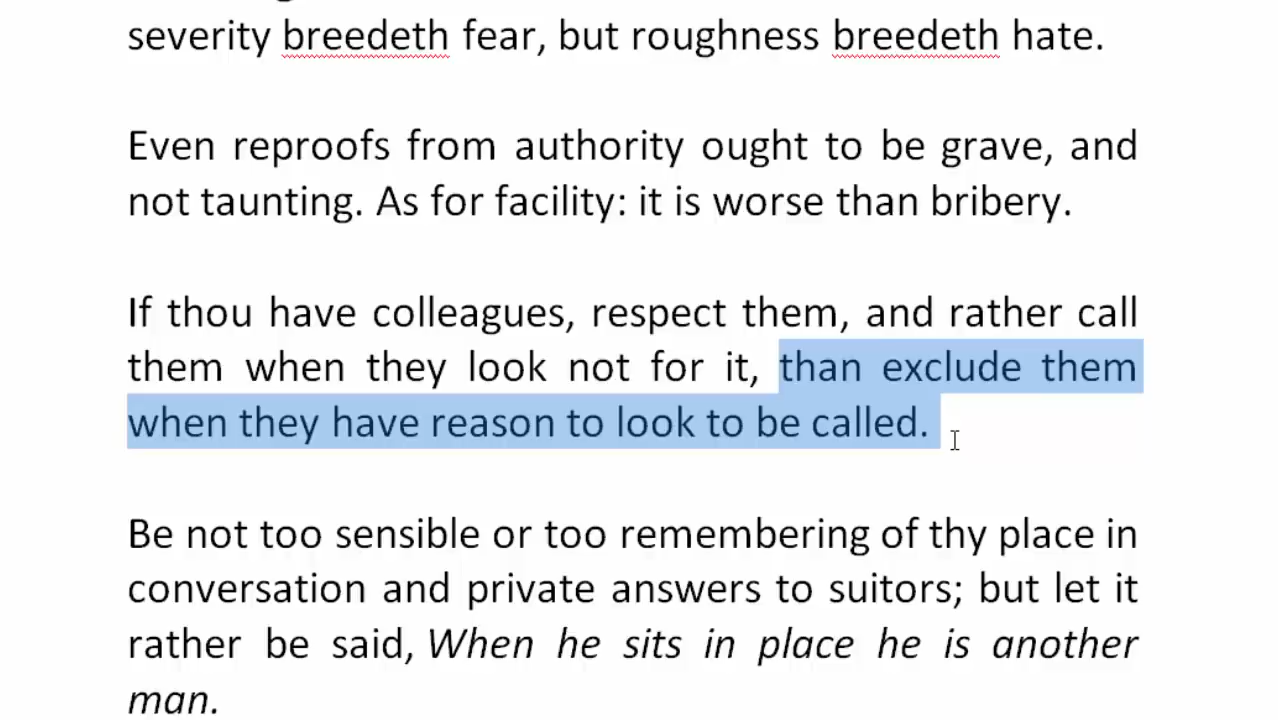 severity breedeth fear, but roughness breedeth hate.
Even reproofs from authority ought to be grave, and
not taunting. As for facility: it is worse than bribery.
If thou have colleagues, respect them, and rather call
them when they look not for it, than exclude them
when they have reason to look to be called.
Be not too sensible or too remembering of thy place in
conversation and private answers to suitors; but let it
rather be said, When he sits in place he is another
man.